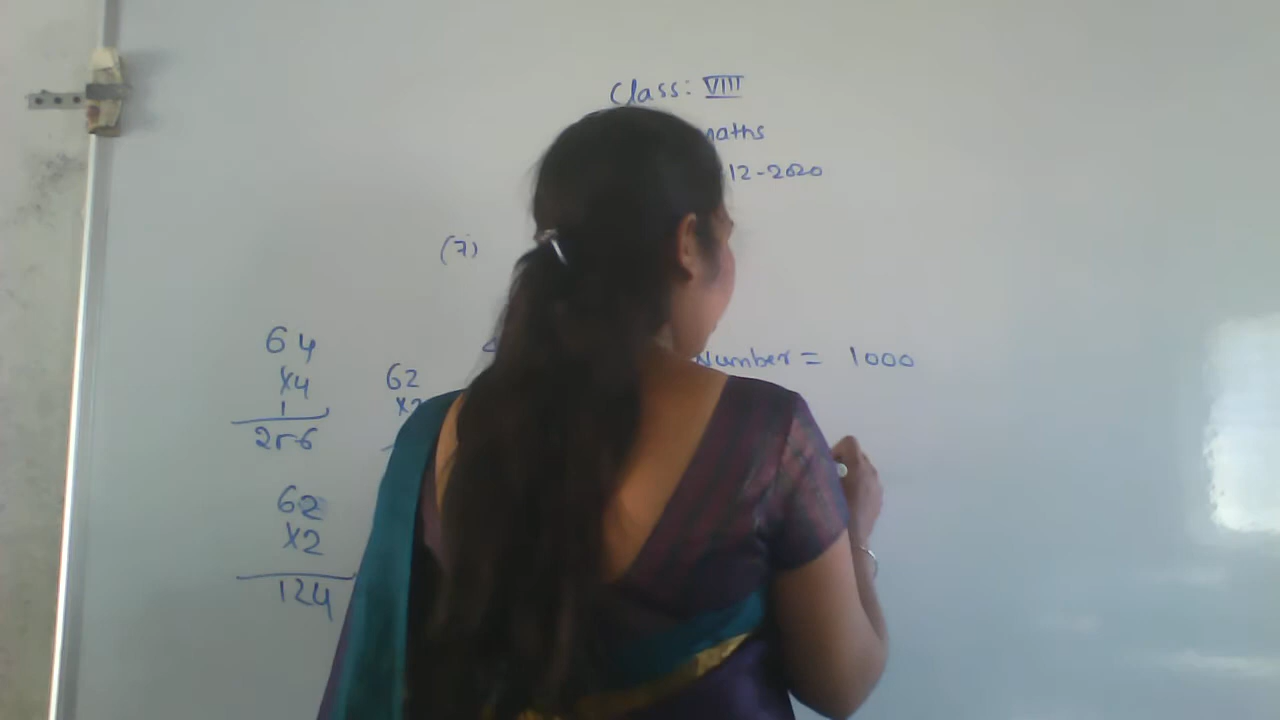 Class: VIII
maths
12-2020
(7)
Number = 1000
64
x4
1
256
62
x2
62
x2
124